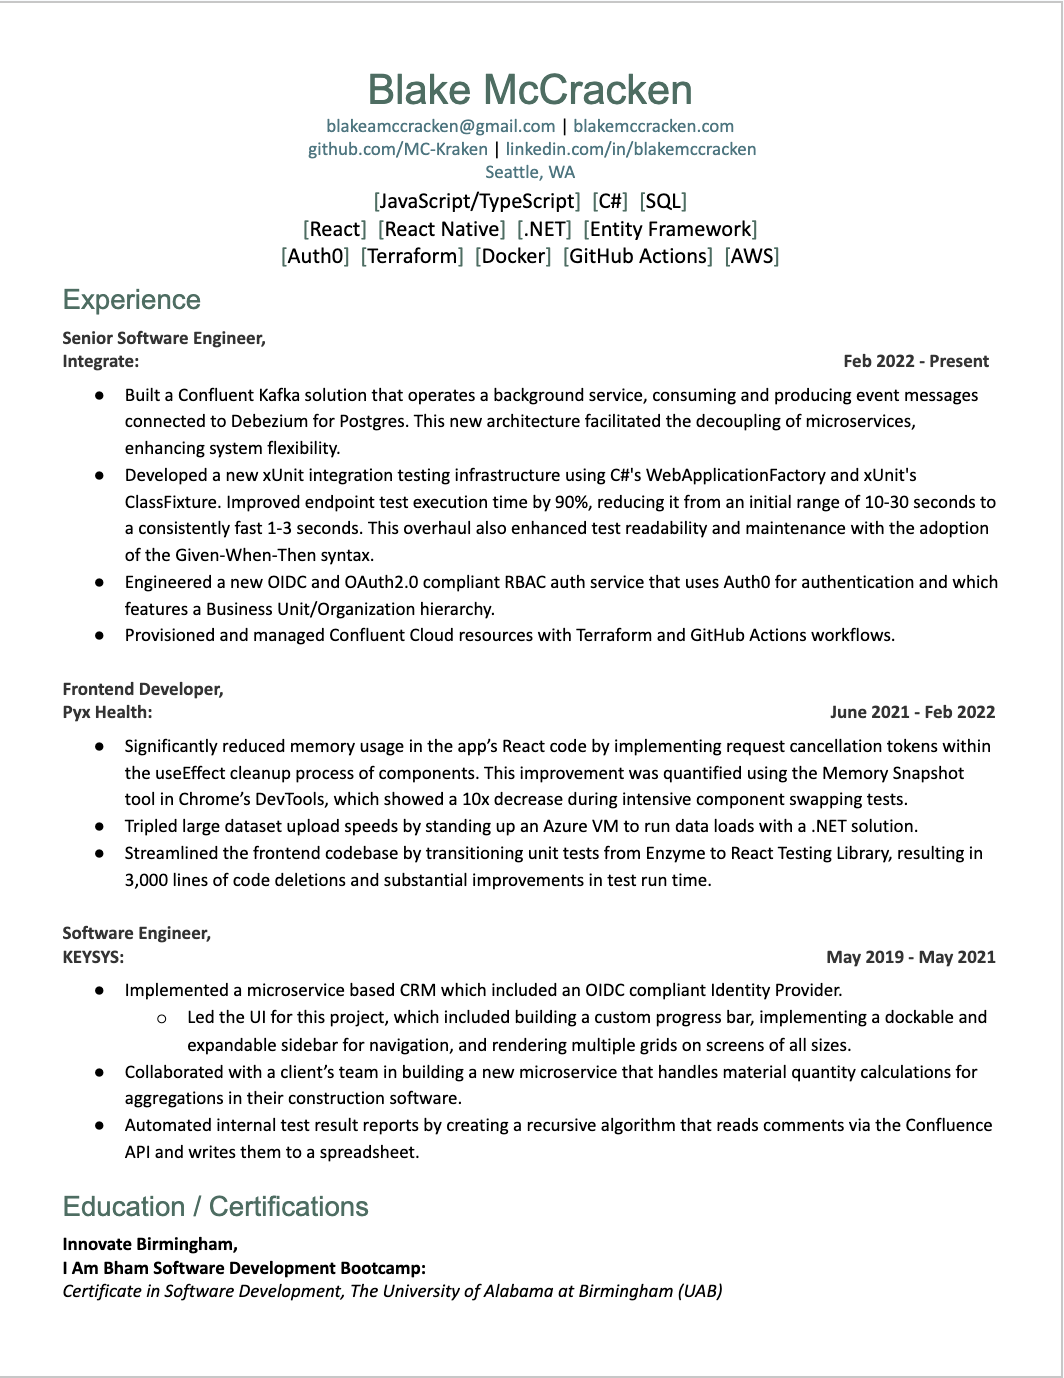 Blake McCracken
blakeamccracken@gmail.com | blakemccracken.com
github.com/MC-Kraken | linkedin.com/in/blakemccracken
Seattle, WA
[JavaScript/TypeScript] [C#] [SQL]
[React] [React Native] [.NET] [Entity Framework]
[Auth0] [Terraform] [Docker] [GitHub Actions] [AWS]
Experience
Senior Software Engineer,
Integrate: Feb 2022 - Present
● Built a Confluent Kafka solution that operates a background service, consuming and producing event messages
connected to Debezium for Postgres. This new architecture facilitated the decoupling of microservices,
enhancing system flexibility.
● Developed a new xUnit integration testing infrastructure using C#'s WebApplicationFactory and xUnit's
ClassFixture. Improved endpoint test execution time by 90%, reducing it from an initial range of 10-30 seconds to
a consistently fast 1-3 seconds. This overhaul also enhanced test readability and maintenance with the adoption
of the Given-When-Then syntax.
● Engineered a new OIDC and OAuth2.0 compliant RBAC auth service that uses Auth0 for authentication and which
features a Business Unit/Organization hierarchy.
● Provisioned and managed Confluent Cloud resources with Terraform and GitHub Actions workflows.
Frontend Developer,
Pyx Health: June 2021 - Feb 2022
● Significantly reduced memory usage in the app’s React code by implementing request cancellation tokens within
the useEffect cleanup process of components. This improvement was quantified using the Memory Snapshot
tool in Chrome’s DevTools, which showed a 10x decrease during intensive component swapping tests.
● Tripled large dataset upload speeds by standing up an Azure VM to run data loads with a .NET solution.
● Streamlined the frontend codebase by transitioning unit tests from Enzyme to React Testing Library, resulting in
3,000 lines of code deletions and substantial improvements in test run time.
Software Engineer,
KEYSYS: May 2019 - May 2021
● Implemented a microservice based CRM which included an OIDC compliant Identity Provider.
○ Led the UI for this project, which included building a custom progress bar, implementing a dockable and
expandable sidebar for navigation, and rendering multiple grids on screens of all sizes.
● Collaborated with a client’s team in building a new microservice that handles material quantity calculations for
aggregations in their construction software.
● Automated internal test result reports by creating a recursive algorithm that reads comments via the Confluence
API and writes them to a spreadsheet.
Education / Certifications
Innovate Birmingham,
I Am Bham Software Development Bootcamp:
Certificate in Software Development, The University of Alabama at Birmingham (UAB)